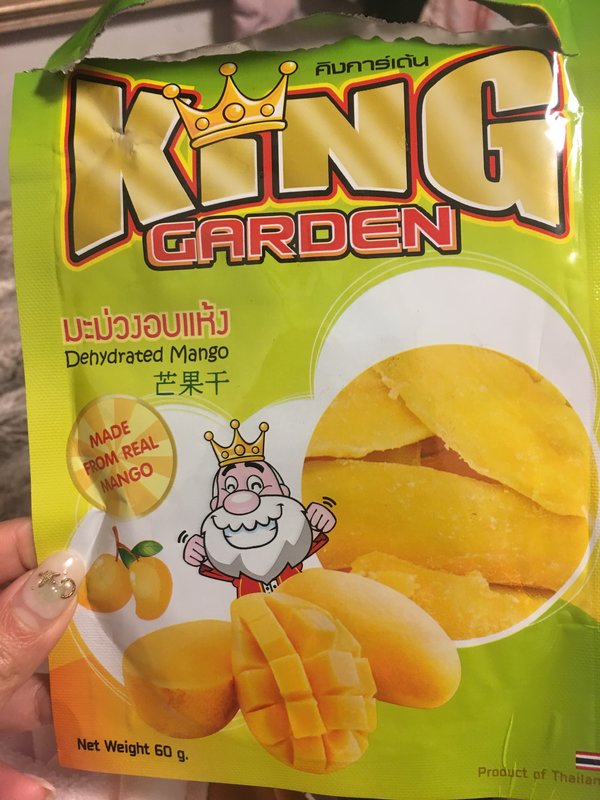 คิงการ์เด้น
KING
GARDEN
มะม่วงอบแห้ง
Dehydrated Mango
芒果干
MADE
FROM REAL
MANGO
Net Weight 60 g.
Product of Thailan